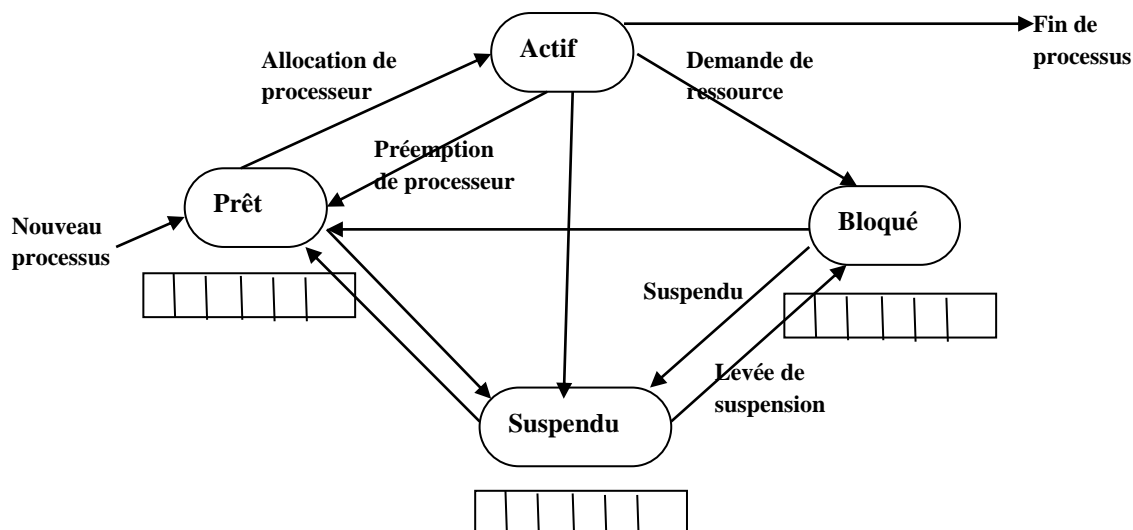 Actif
Fin de
processus
Allocation de
processeur
Demande de
ressource
Préemption
de processeur
Prêt
Bloqué
Nouveau
processus
Suspendu
Levée de
suspension
Suspendu